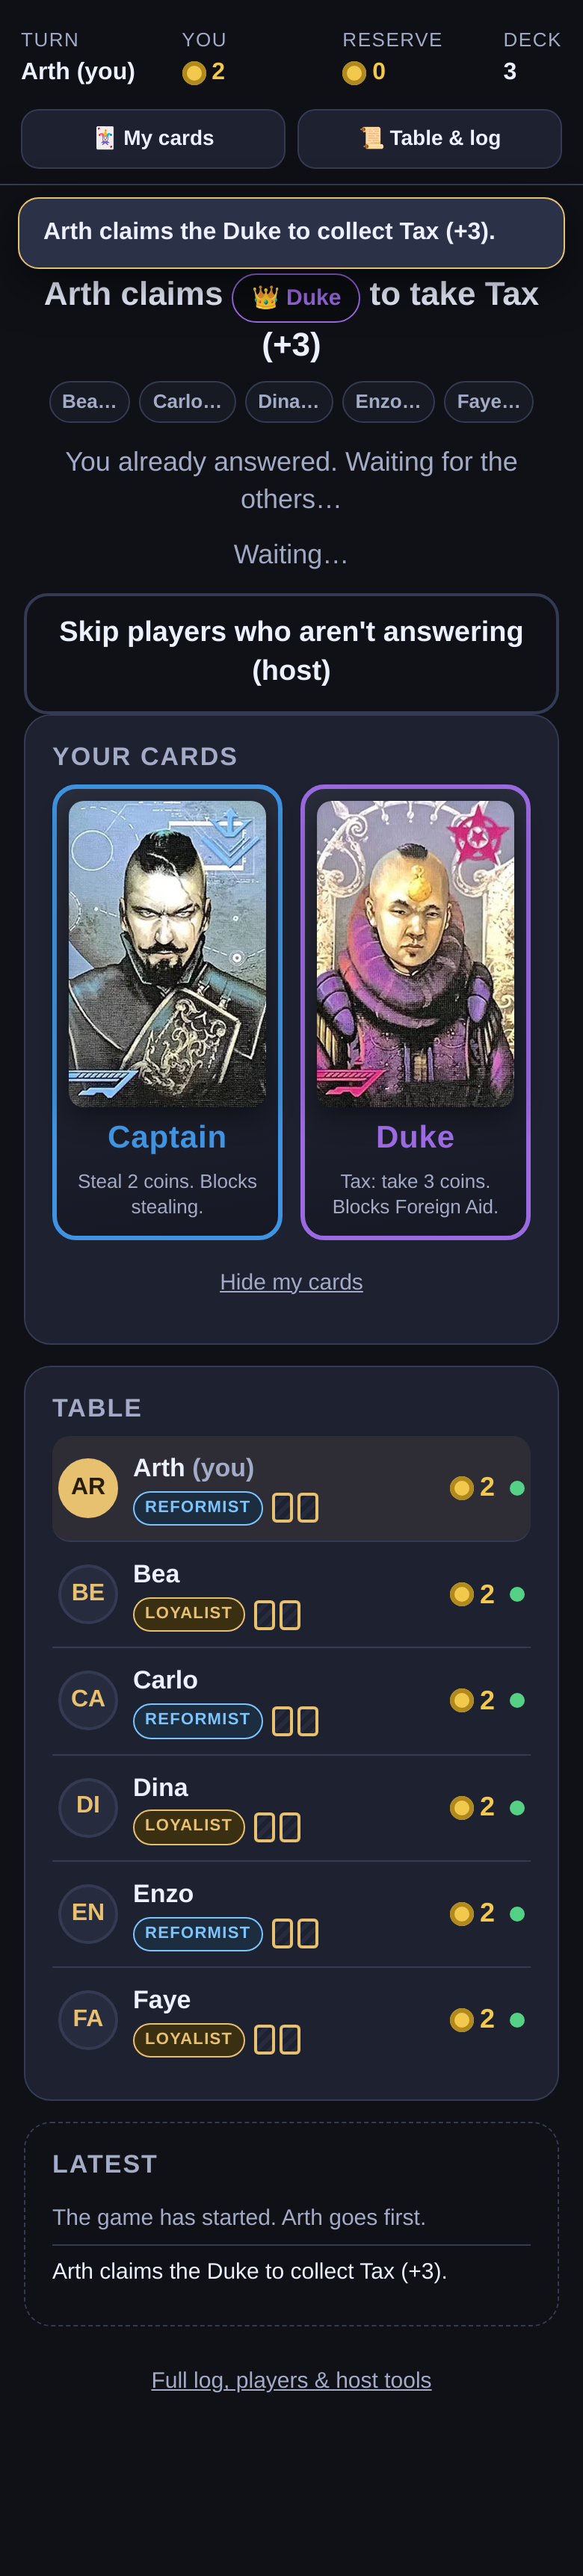 TURN YOU RESERVE DECK
Arth (you) 2 0 3
🃏 My cards 📜 Table & log
Arth claims the Duke to collect Tax (+3).
Arth claims 👑 Duke to take Tax
(+3)
Bea… Carlo… Dina… Enzo… Faye…
You already answered. Waiting for the
others…
Waiting…
Skip players who aren't answering
(host)
YOUR CARDS
Captain
Steal 2 coins. Blocks
stealing.
Duke
Tax: take 3 coins.
Blocks Foreign Aid.
Hide my cards
TABLE
AR Arth (you) 2
REFORMIST
BE Bea 2
LOYALIST
CA Carlo 2
REFORMIST
DI Dina 2
LOYALIST
EN Enzo 2
REFORMIST
FA Faye 2
LOYALIST
LATEST
The game has started. Arth goes first.
Arth claims the Duke to collect Tax (+3).
Full log, players & host tools